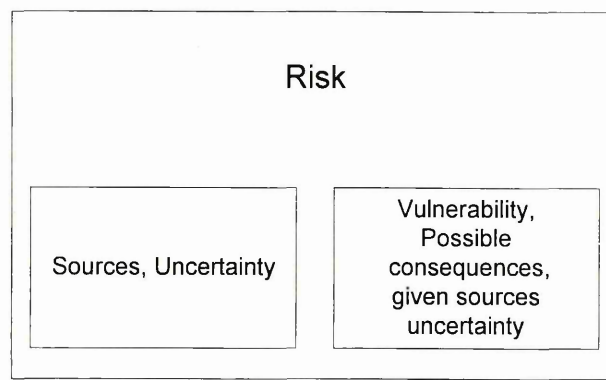 Risk
Sources, Uncertainty
Vulnerability,
Possible
consequences,
given sources
uncertainty